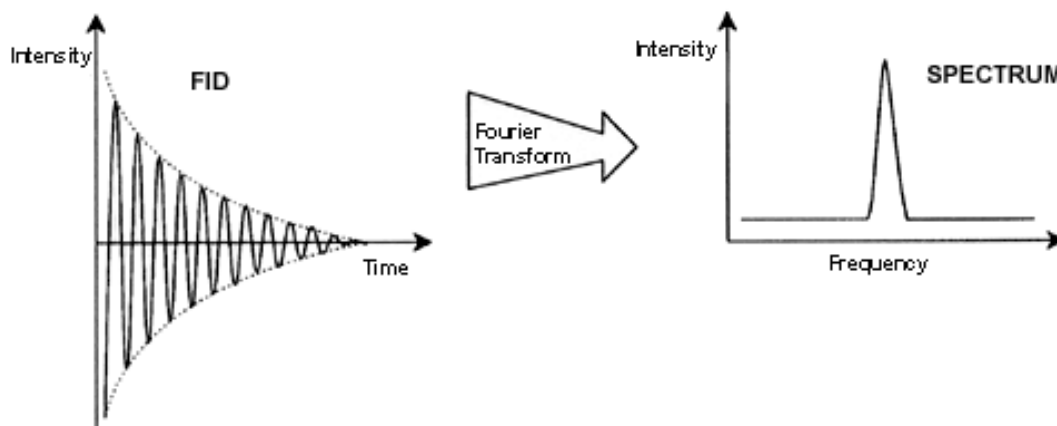 Intensity
FID
Time
Fourier
Transform
Intensity
SPECTRUM
Frequency